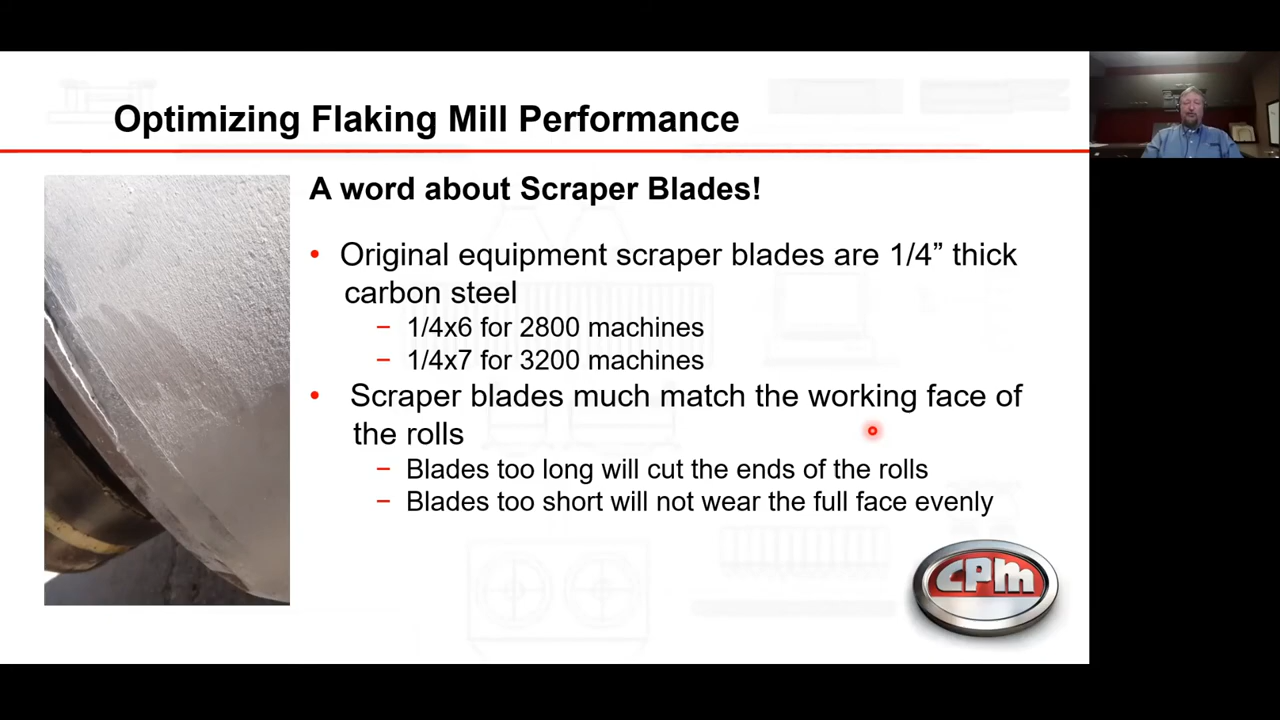 Optimizing Flaking Mill Performance
A word about Scraper Blades!
• Original equipment scraper blades are 1/4” thick
carbon steel
– 1/4x6 for 2800 machines
– 1/4x7 for 3200 machines
• Scraper blades much match the working face of
the rolls
– Blades too long will cut the ends of the rolls
– Blades too short will not wear the full face evenly
CPM